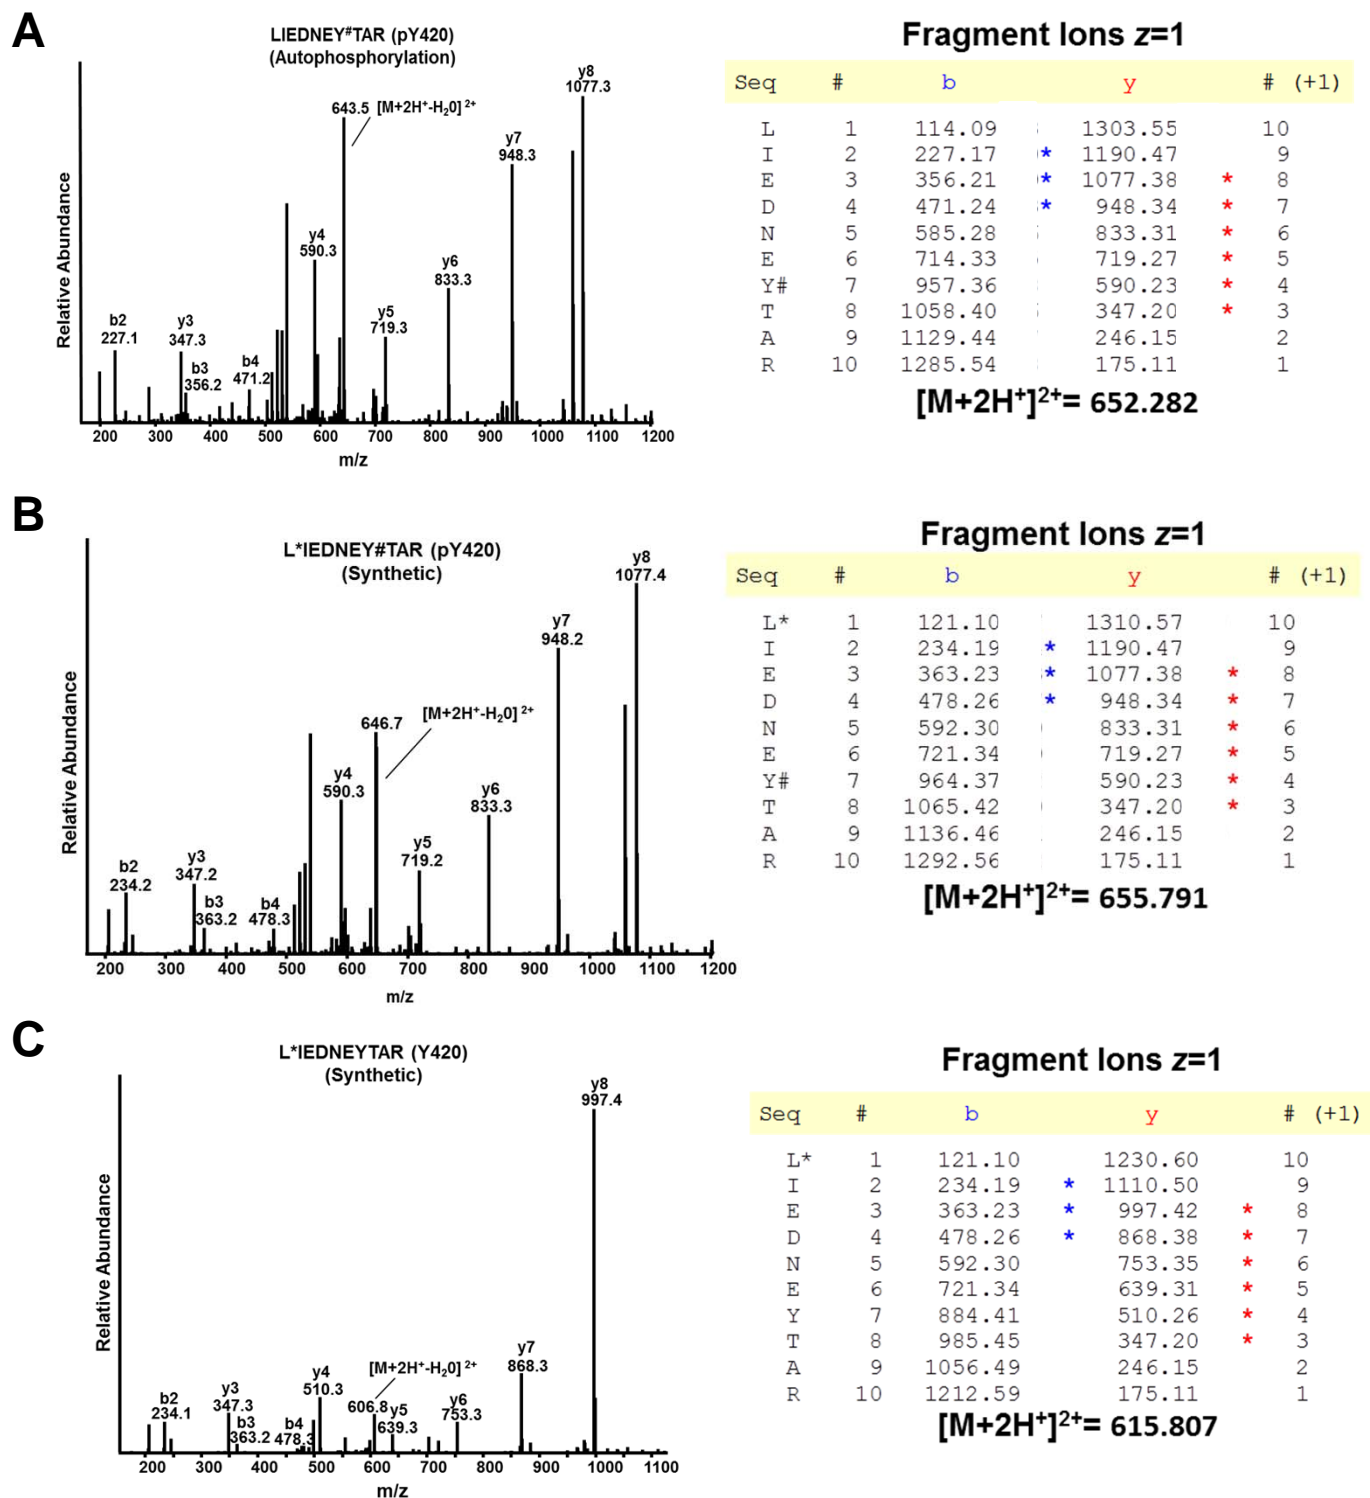 A
LIEDNEY#TAR (pY420)
(Autophosphorylation)
Relative Abundance
b2
227.1
y3
347.3
b3
356.2
b4
471.2
y4
590.3
643.5
[M+2H+-H20] 2+
y5
719.3
y6
833.3
y7
948.3
y8
1077.3
200 300 400 500 600 700 800 900 1000 1100 1200
m/z
Fragment Ions z=1
Seq # b y # (+1)
L 1 114.09 1303.55 10
I 2 227.17 * 1190.47 9
E 3 356.21 * 1077.38 * 8
D 4 471.24 * 948.34 * 7
N 5 585.28 833.31 * 6
E 6 714.33 719.27 * 5
Y# 7 957.36 590.23 * 4
T 8 1058.40 347.20 * 3
A 9 1129.44 246.15 2
R 10 1285.54 175.11 1
[M+2H+]2+= 652.282
B
L*IEDNEY#TAR (pY420)
(Synthetic)
Relative Abundance
b2
234.2
y3
347.2
b3
363.2
b4
478.3
y4
590.3
646.7
[M+2H+-H20] 2+
y5
719.2
y6
833.3
y7
948.2
y8
1077.4
200 300 400 500 600 700 800 900 1000 1100 1200
m/z
Fragment Ions z=1
Seq # b y # (+1)
L* 1 121.10 1310.57 10
I 2 234.19 * 1190.47 9
E 3 363.23 * 1077.38 * 8
D 4 478.26 * 948.34 * 7
N 5 592.30 833.31 * 6
E 6 721.34 719.27 * 5
Y# 7 964.37 590.23 * 4
T 8 1065.42 347.20 * 3
A 9 1136.46 246.15 2
R 10 1292.56 175.11 1
[M+2H+]2+= 655.791
C
L*IEDNEYTAR (Y420)
(Synthetic)
Relative Abundance
b2
234.1
y3
347.3
b3
363.2
b4
478.3
y4
510.3
[M+2H+-H20] 2+
606.8
y5
639.3
y6
753.3
y7
868.3
y8
997.4
200 300 400 500 600 700 800 900 1000 1100
m/z
Fragment Ions z=1
Seq # b y # (+1)
L* 1 121.10 1230.60 10
I 2 234.19 * 1110.50 9
E 3 363.23 * 997.42 * 8
D 4 478.26 * 868.38 * 7
N 5 592.30 753.35 * 6
E 6 721.34 639.31 * 5
Y 7 884.41 510.26 * 4
T 8 985.45 347.20 * 3
A 9 1056.49 246.15 2
R 10 1212.59 175.11 1
[M+2H+]2+= 615.807